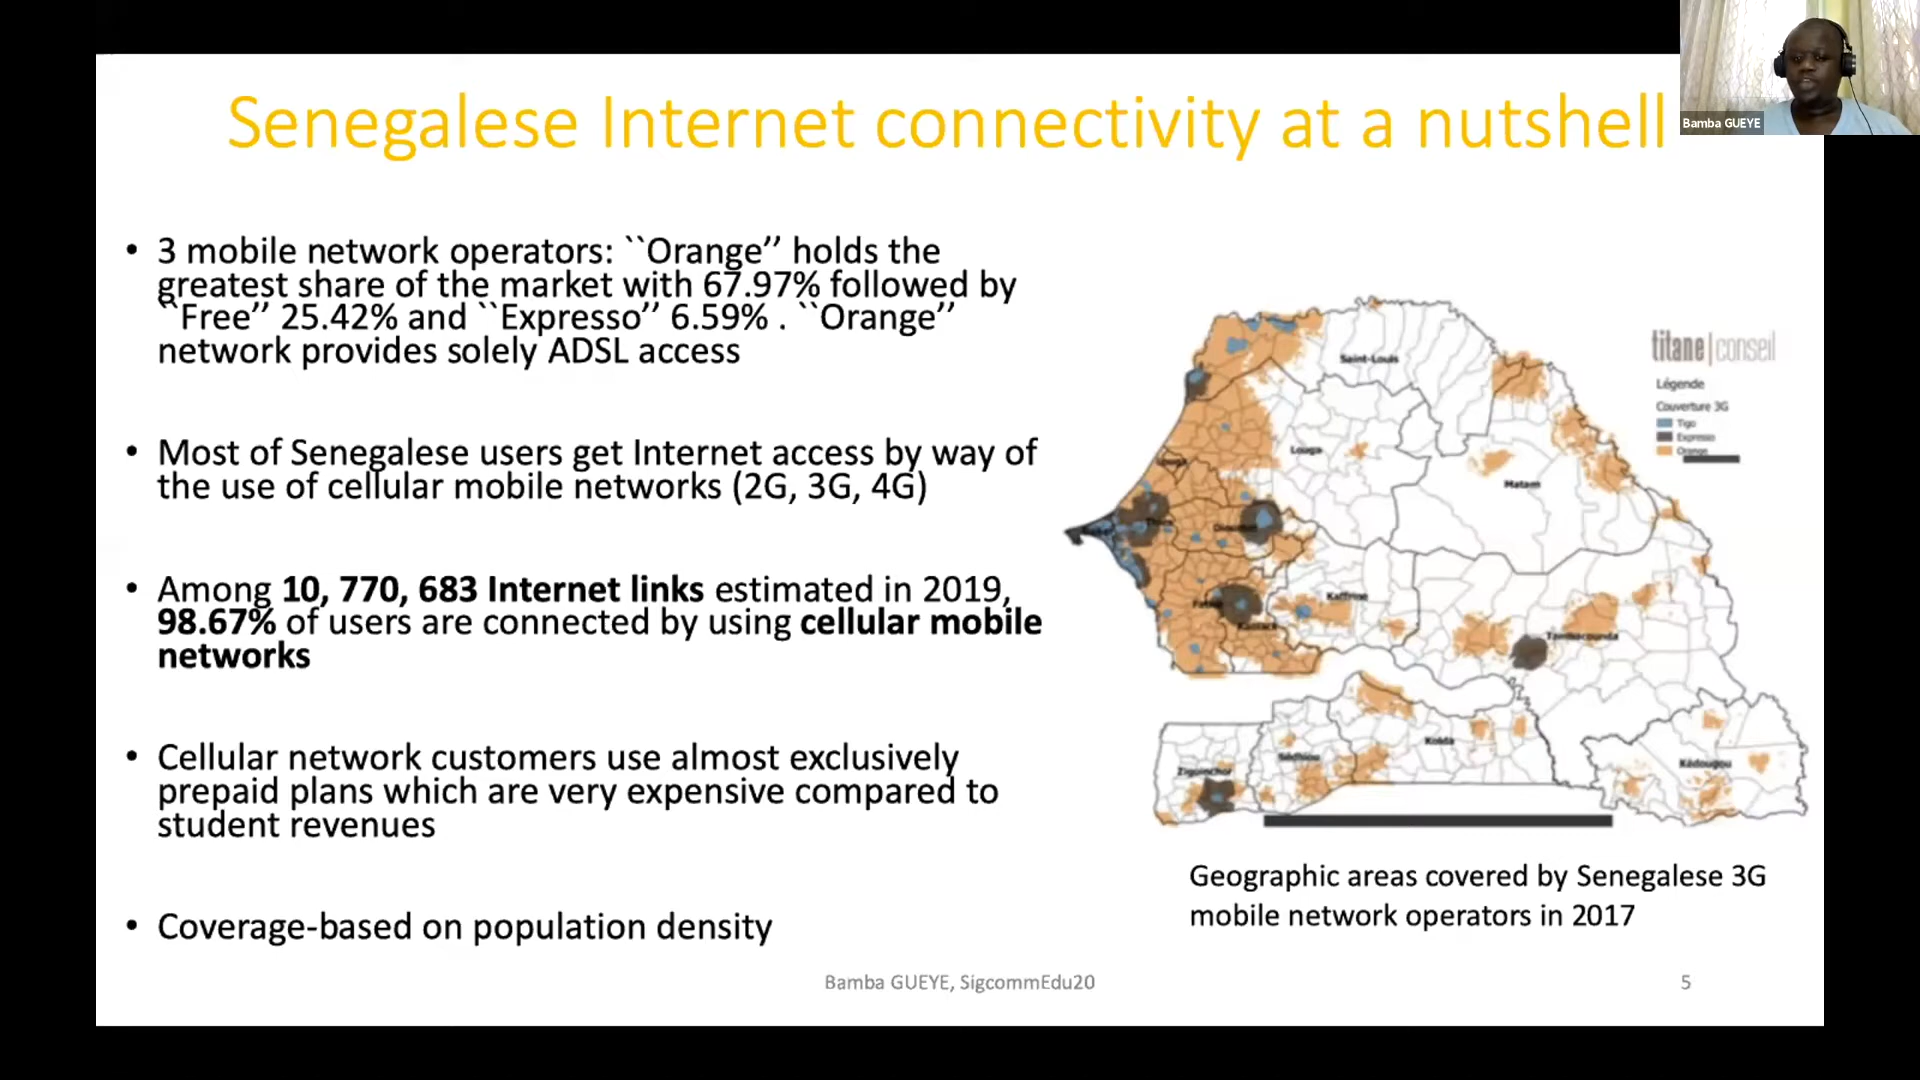 Senegalese Internet connectivity at a nutshell
Bamba GUEYE
• 3 mobile network operators: ``Orange’’ holds the
greatest share of the market with 67.97% followed by
``Free’’ 25.42% and ``Expresso’’ 6.59% . ``Orange’’
network provides solely ADSL access
• Most of Senegalese users get Internet access by way of
the use of cellular mobile networks (2G, 3G, 4G)
• Among 10, 770, 683 Internet links estimated in 2019,
98.67% of users are connected by using cellular mobile
networks
• Cellular network customers use almost exclusively
prepaid plans which are very expensive compared to
student revenues
• Coverage-based on population density
titane|conseil
Légende
Couverture 3G
Tigo
Expresso
Orange
Saint-Louis
Louga
Matam
Thies
Kaffrine
Tambacounda
Kolda
Sédhiou
Ziguinchor
Kédougou
Geographic areas covered by Senegalese 3G
mobile network operators in 2017
Bamba GUEYE, SigcommEdu20
5